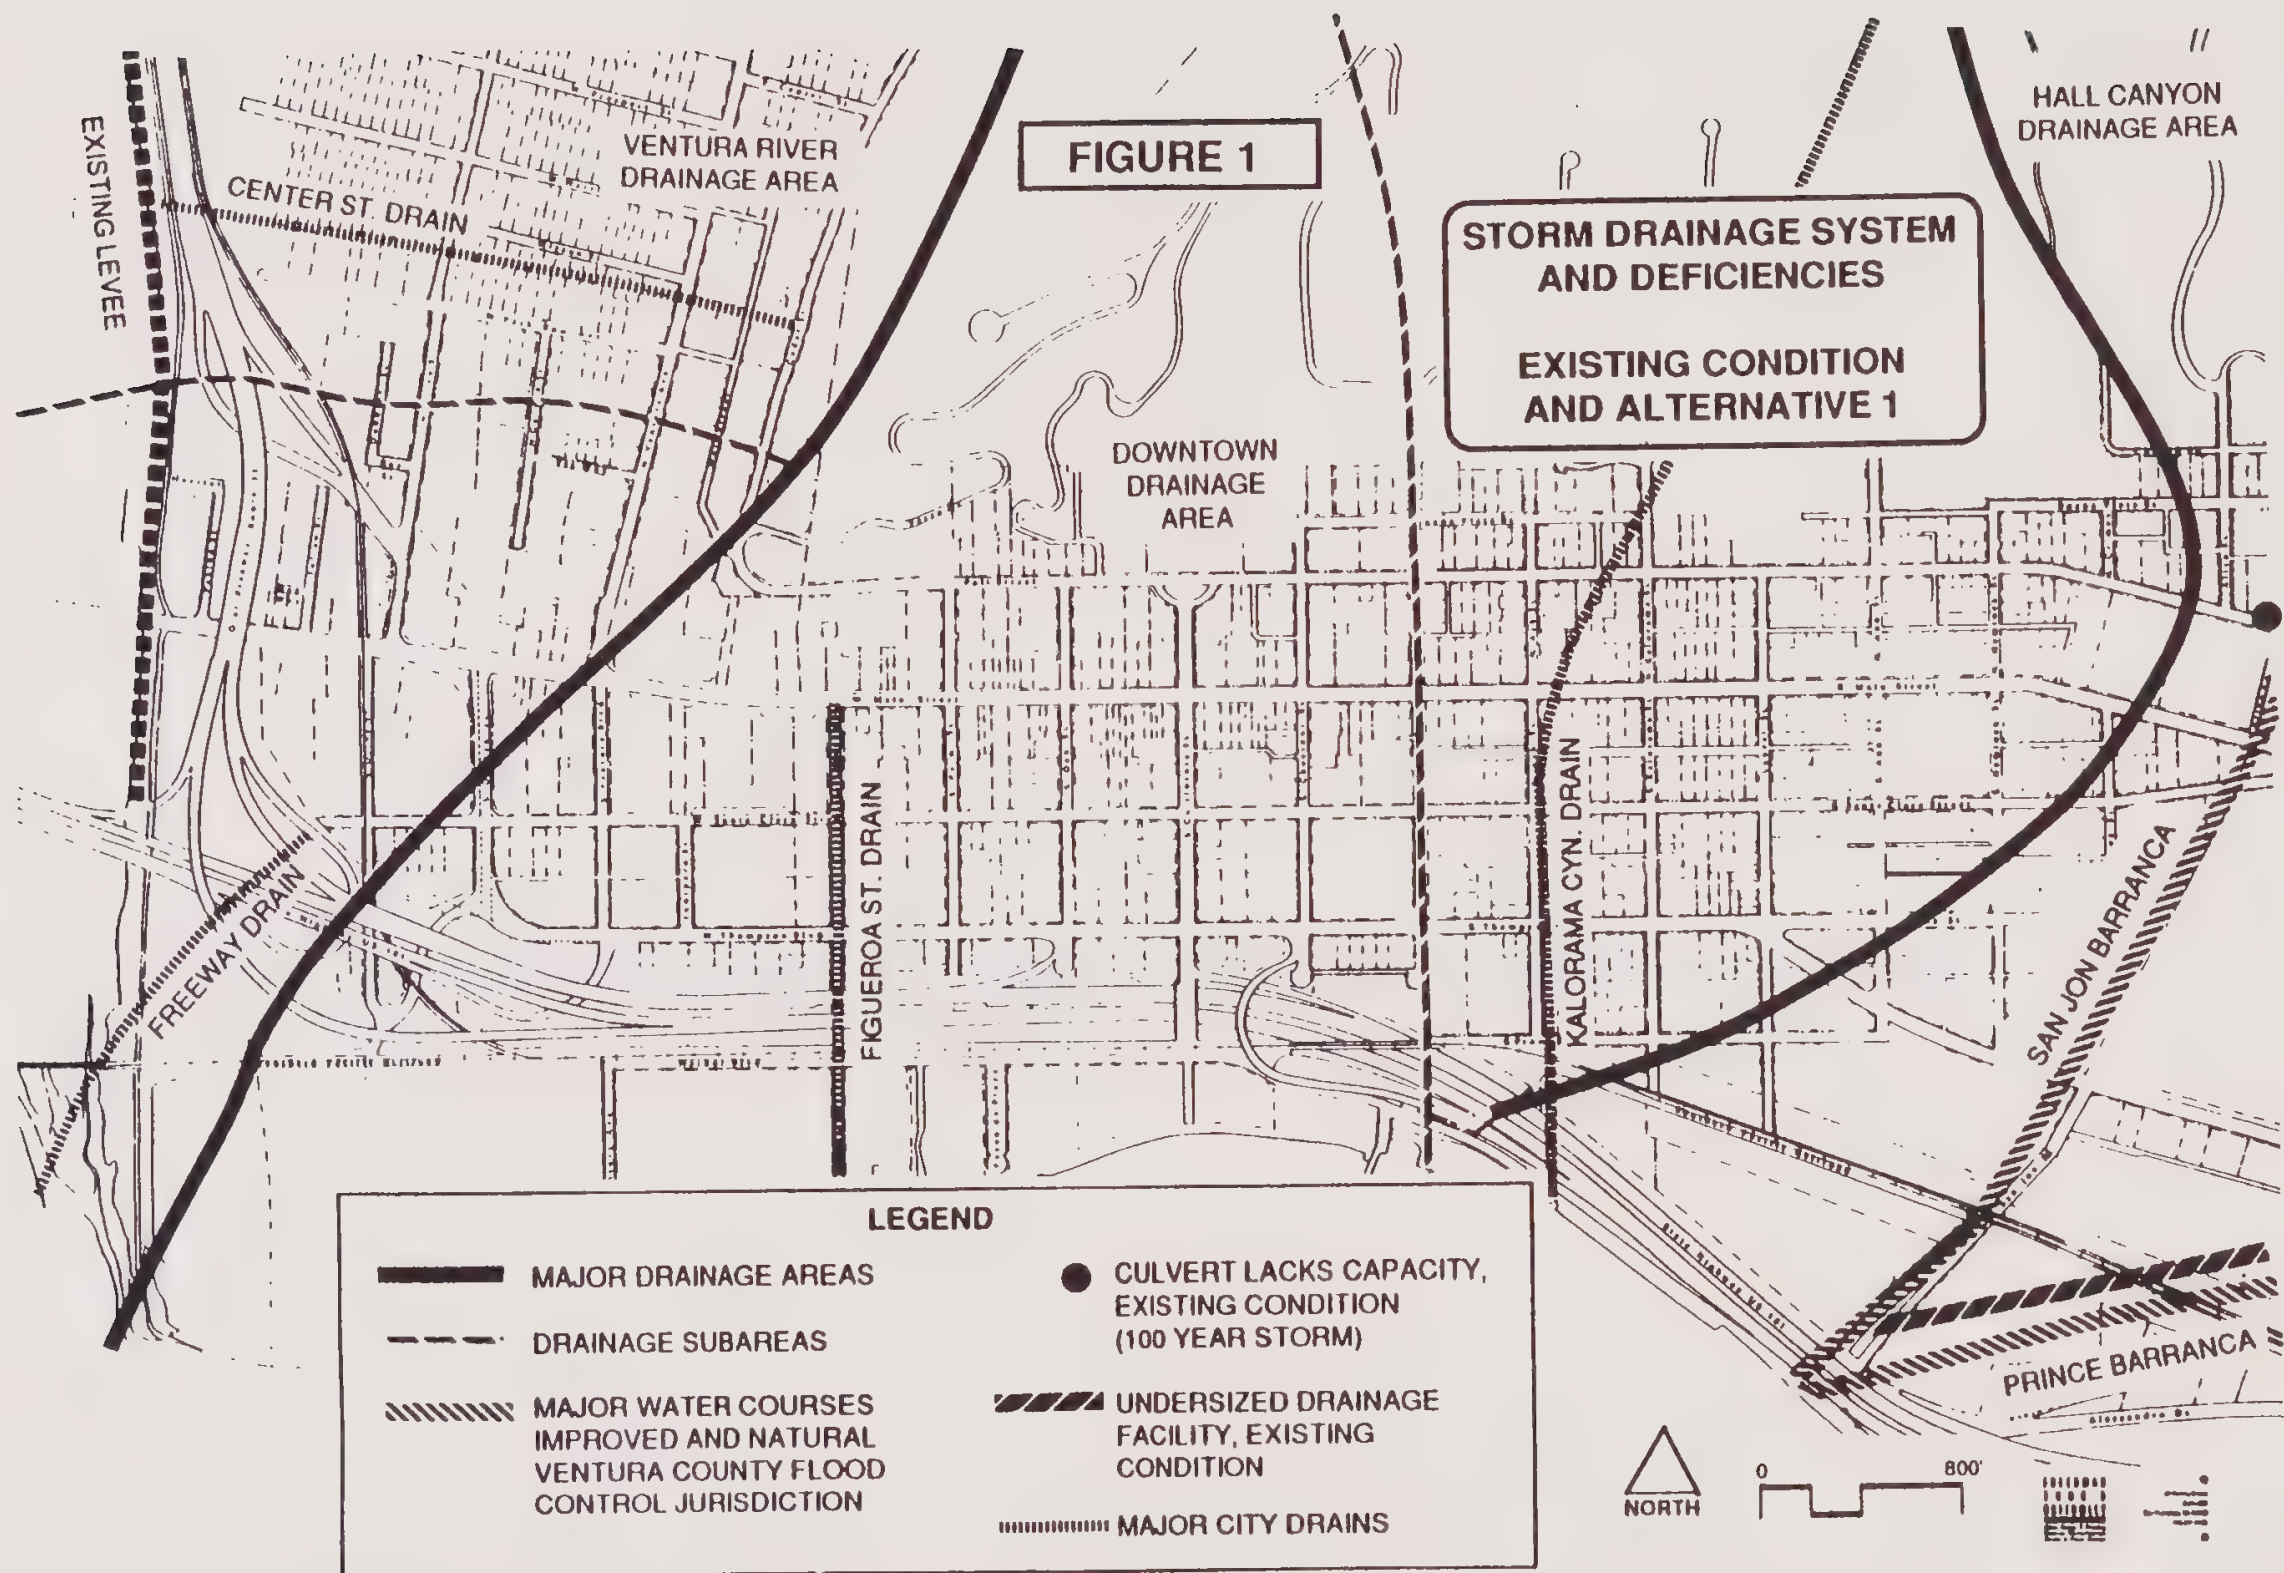 FIGURE 1
STORM DRAINAGE SYSTEM
AND DEFICIENCIES
EXISTING CONDITION
AND ALTERNATIVE 1
HALL CANYON
DRAINAGE AREA
VENTURA RIVER
DRAINAGE AREA
EXISTING LEVEE
CENTER ST. DRAIN
DOWNTOWN
DRAINAGE
AREA
FIGUEROA ST. DRAIN
KALORAMA CYN. DRAIN
SAN JON BARRANCA
FREEWAY DRAIN
PRINCE BARRANCA
LEGEND
MAJOR DRAINAGE AREAS
DRAINAGE SUBAREAS
MAJOR WATER COURSES
IMPROVED AND NATURAL
VENTURA COUNTY FLOOD
CONTROL JURISDICTION
CULVERT LACKS CAPACITY,
EXISTING CONDITION
(100 YEAR STORM)
UNDERSIZED DRAINAGE
FACILITY, EXISTING
CONDITION
MAJOR CITY DRAINS
NORTH
0 800'